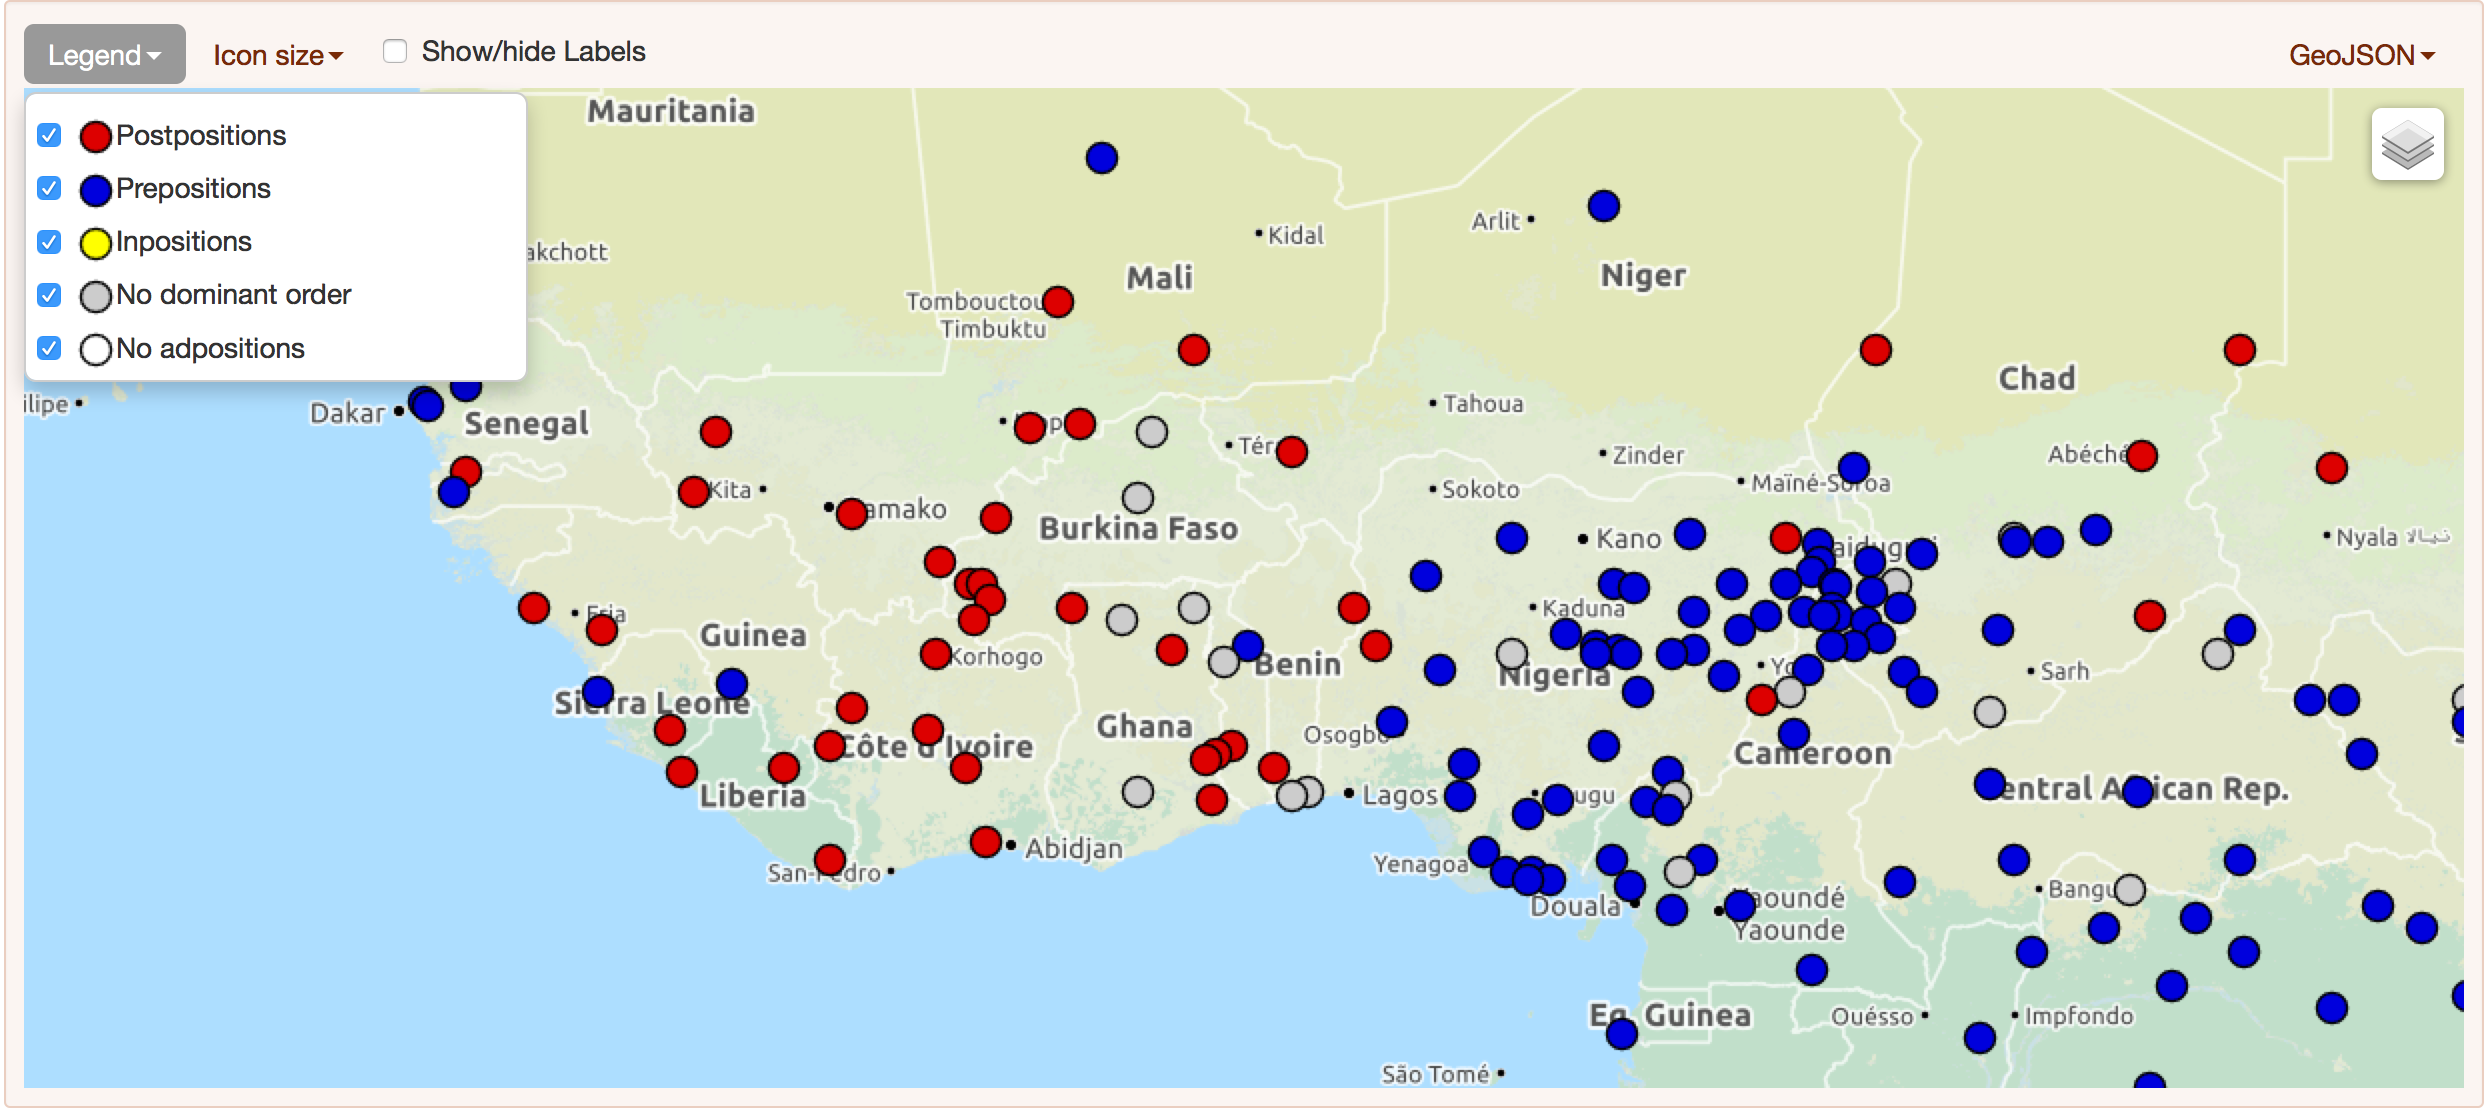 Legend
Icon size
Show/hide Labels
GeoJSON
Postpositions
Prepositions
Inpositions
No dominant order
No adpositions
Mauritania
akchott
Kidal
Arlit
Mali
Niger
Tombouctou
Timbuktu
Chad
ilipe
Dakar
Senegal
Tahoua
Zinder
Abéché
Kita
Sokoto
Maïné-Soroa
amako
Burkina Faso
Kano
Nyala نيالا
Kaduna
Guinea
Korhogo
Benin
Nigeria
Sarh
Sierra Leone
Ghana
Osogbo
Côte d'Ivoire
Cameroon
Liberia
Lagos
ugu
entral African Rep.
Abidjan
San-Pedro
Yenagoa
Bangu
Douala
Yaoundé
Yaounde
Eq. Guinea
Ouésso
Impfondo
São Tomé